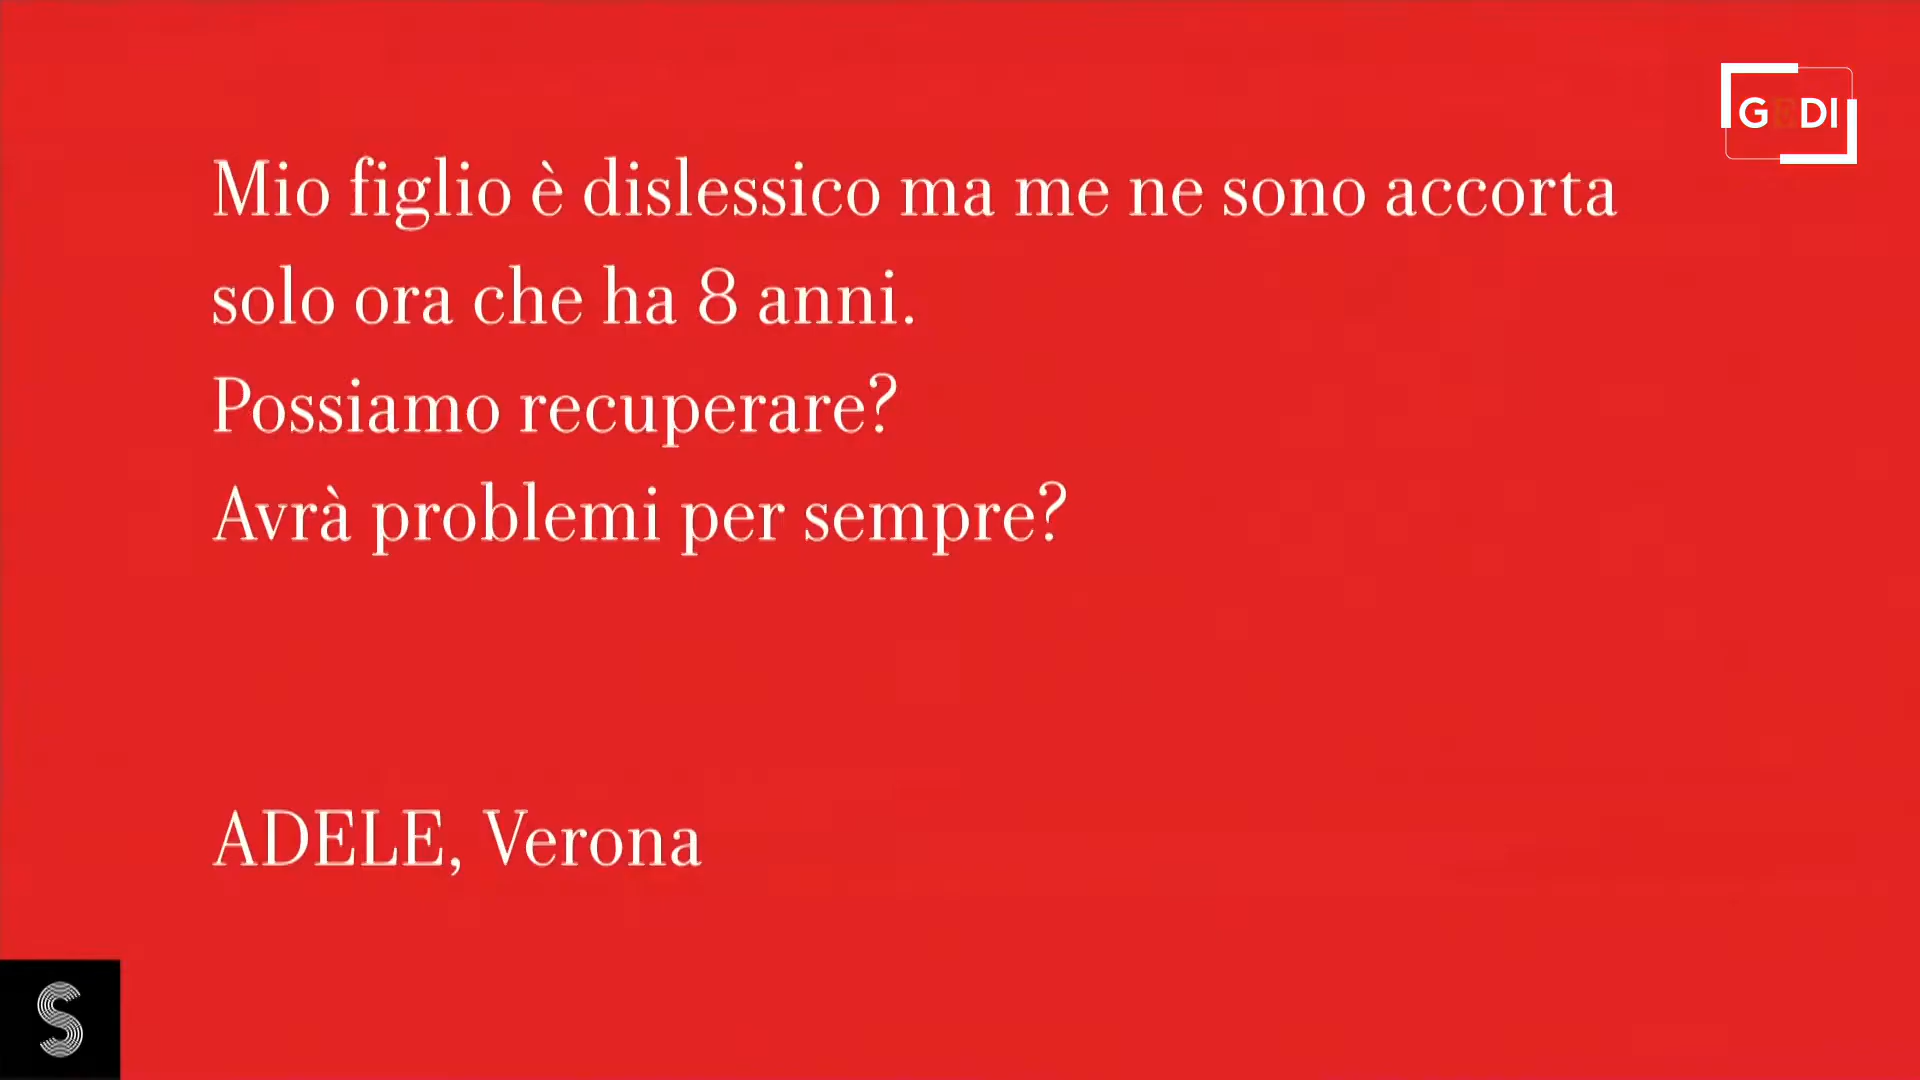 GEDI
Mio figlio è dislessico ma me ne sono accorta
solo ora che ha 8 anni.
Possiamo recuperare?
Avrà problemi per sempre?
ADELE, Verona
S